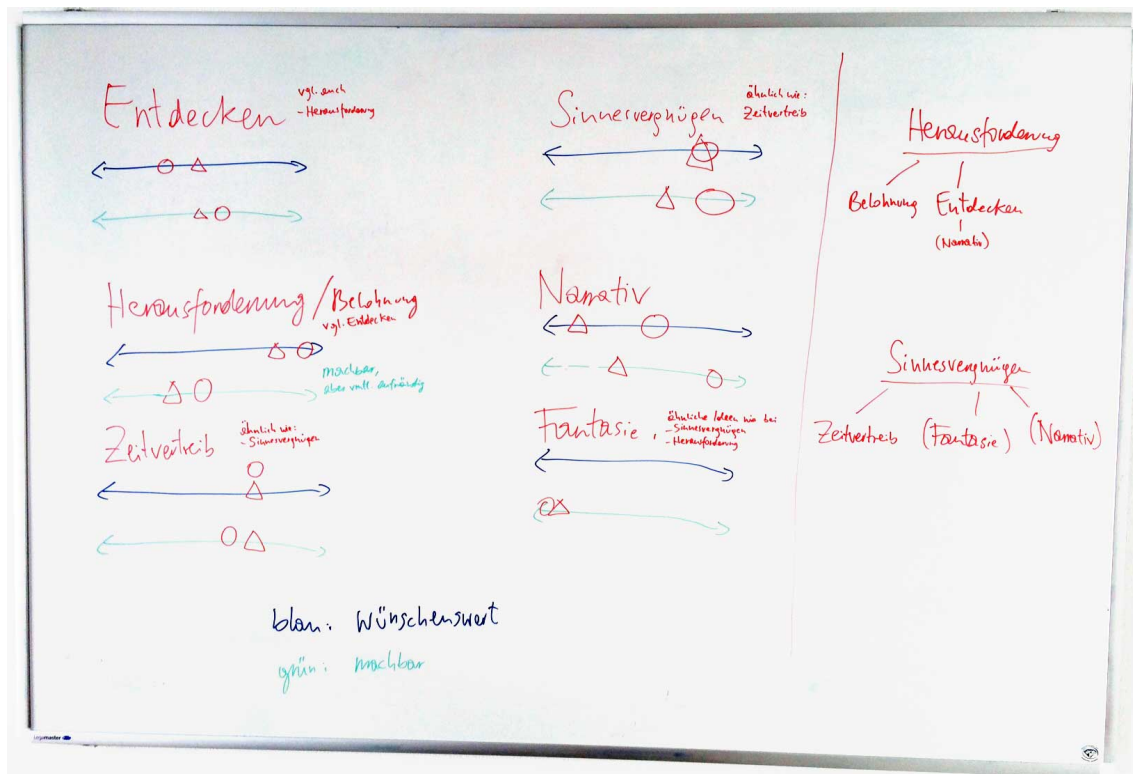 Entdecken
vgl. auch
- Herausforderung
Sinnesvergnügen
ähnlich wie:
Zeitvertreib
Herausforderung / Belohnung
vgl. Entdecken
machbar,
aber vllt. aufwändig
Narrativ
Zeitvertreib
ähnlich wie:
- Sinnesvergnügen
Fantasie
ähnliche Ideen wie bei
- Sinnesvergnügen
- Herausforderung
blau: Wünschenswert
grün: machbar
Herausforderung
Belohnung Entdecken
(Narrativ)
Sinnesvergnügen
Zeitvertreib (Fantasie) (Narrativ)
Legamaster